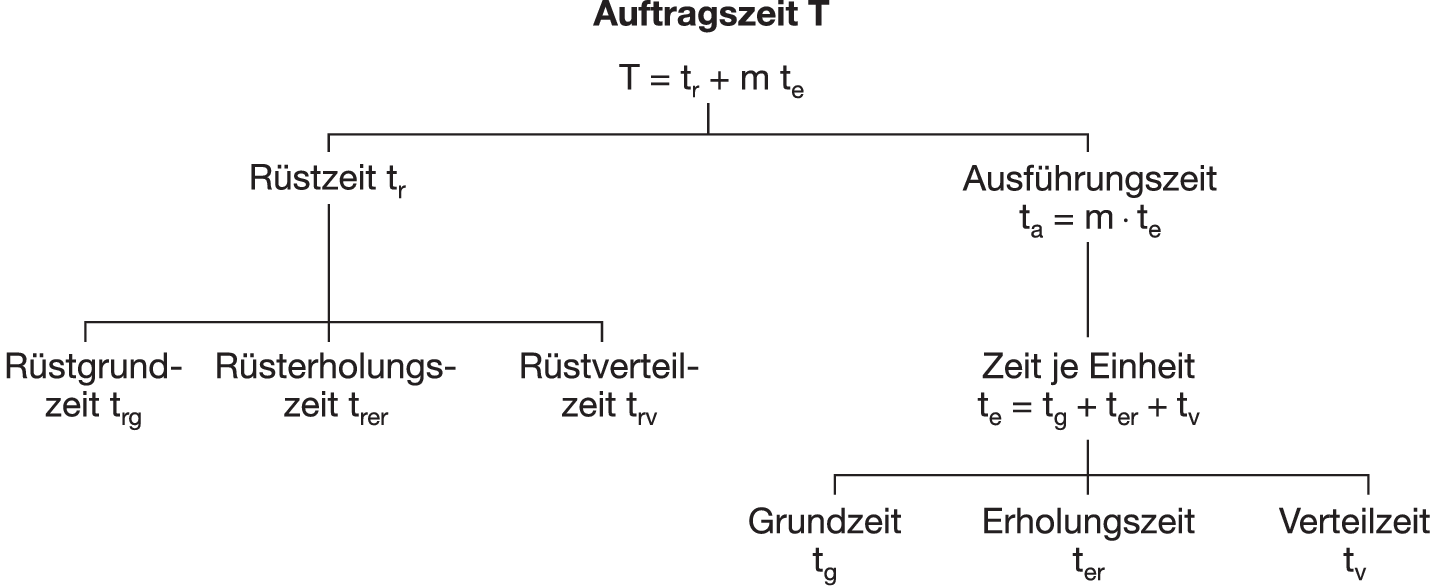 Auftragszeit T
T = tr + m te
Rüstzeit tr
Ausführungszeit
ta = m · te
Rüstgrund-
zeit trg
Rüsterholungs-
zeit trer
Rüstverteil-
zeit trv
Zeit je Einheit
te = tg + ter + tv
Grundzeit
tg
Erholungszeit
ter
Verteilzeit
tv